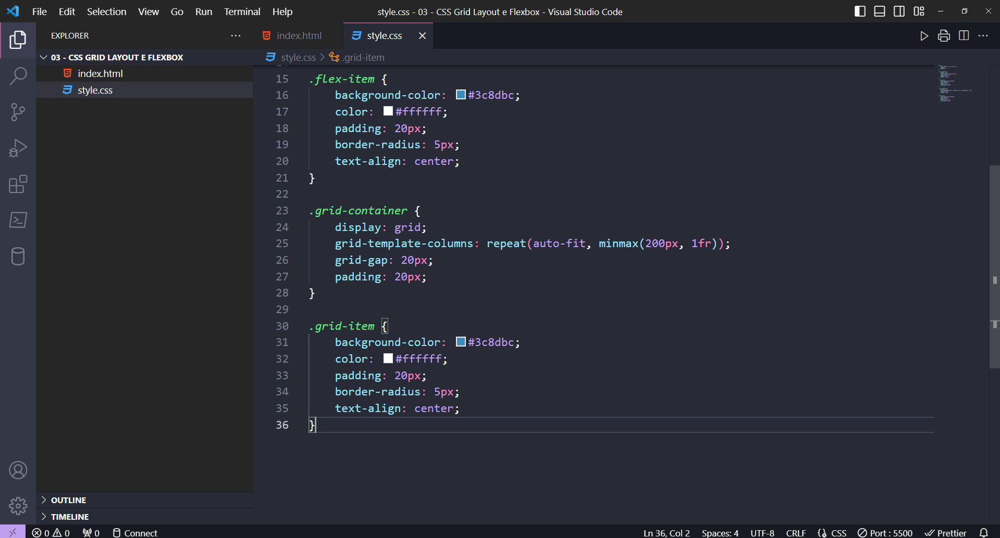 File Edit Selection View Go Run Terminal Help
style.css - 03 - CSS Grid Layout e Flexbox - Visual Studio Code
EXPLORER
03 - CSS GRID LAYOUT E FLEXBOX
index.html
style.css
OUTLINE
TIMELINE
index.html style.css
style.css > .grid-item
15 .flex-item {
16 background-color: #3c8dbc;
17 color: #ffffff;
18 padding: 20px;
19 border-radius: 5px;
20 text-align: center;
21 }
22
23 .grid-container {
24 display: grid;
25 grid-template-columns: repeat(auto-fit, minmax(200px, 1fr));
26 grid-gap: 20px;
27 padding: 20px;
28 }
29
30 .grid-item {
31 background-color: #3c8dbc;
32 color: #ffffff;
33 padding: 20px;
34 border-radius: 5px;
35 text-align: center;
36 }
0 0 0 Connect Ln 36, Col 2 Spaces: 4 UTF-8 CRLF CSS Port : 5500 Prettier